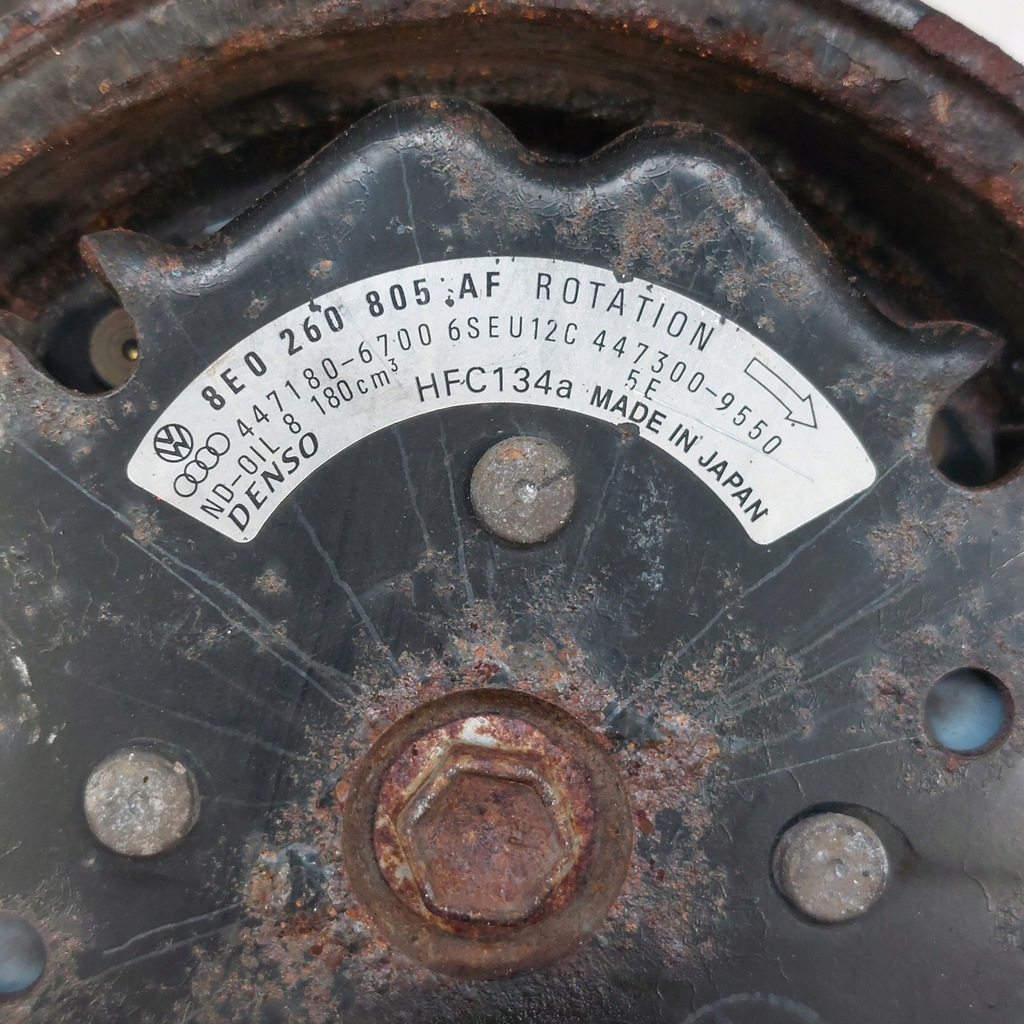 8E0 260 805 AF ROTATION
447180-6700 6SEU12C 447300-9550
ND-OIL 8 180cm³ HFC134a 5E
DENSO MADE IN JAPAN